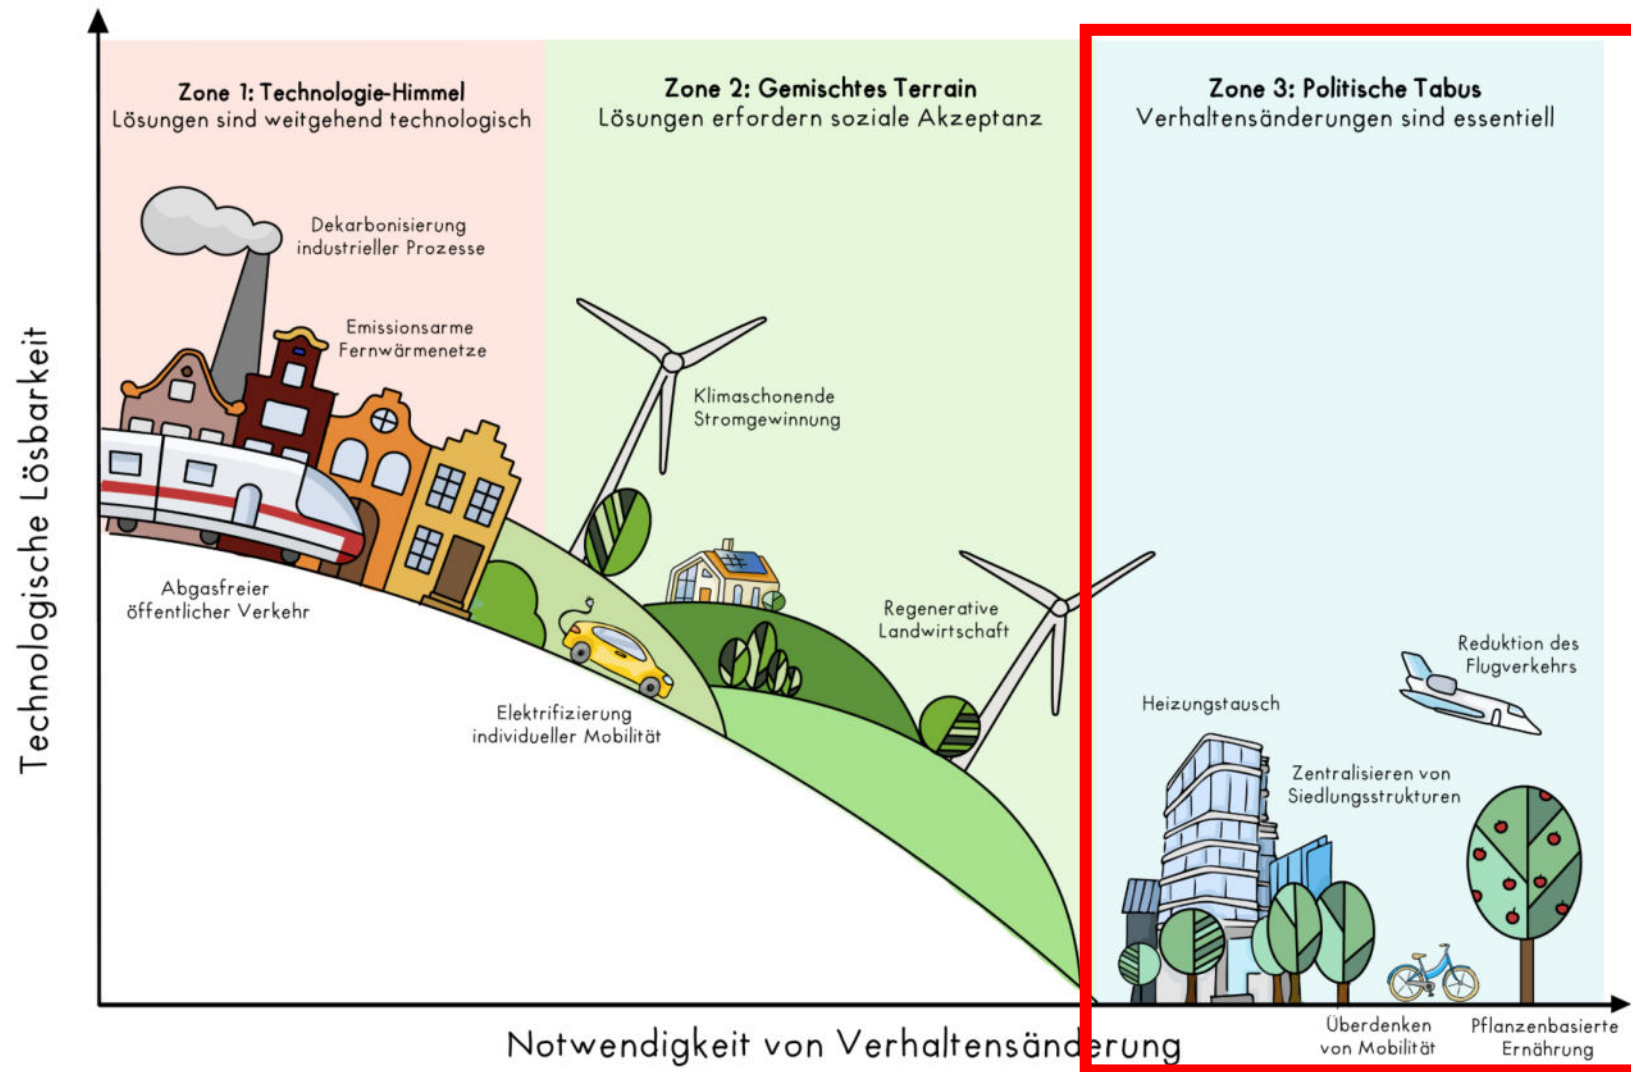 Zone 1: Technologie-Himmel
Lösungen sind weitgehend technologisch
Zone 2: Gemischtes Terrain
Lösungen erfordern soziale Akzeptanz
Zone 3: Politische Tabus
Verhaltensänderungen sind essentiell
Technologische Lösbarkeit
Dekarbonisierung
industrieller Prozesse
Emissionsarme
Fernwärmenetze
Abgasfreier
öffentlicher Verkehr
Klimaschonende
Stromgewinnung
Elektrifizierung
individueller Mobilität
Regenerative
Landwirtschaft
Heizungstausch
Reduktion des
Flugverkehrs
Zentralisieren von
Siedlungsstrukturen
Überdenken
von Mobilität
Pflanzenbasierte
Ernährung
Notwendigkeit von Verhaltensänderung